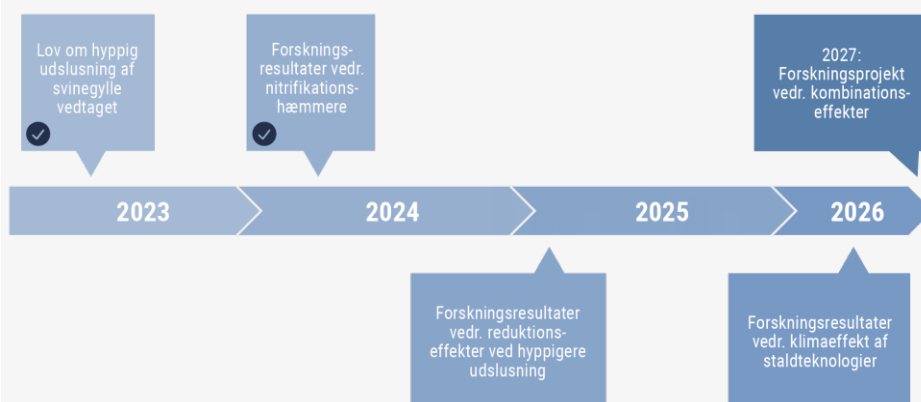 Lov om hyppig
udslusning af
svinegylle
vedtaget
Forsknings-
resultater vedr.
nitrifikations-
hæmmere
2027:
Forskningsprojekt
vedr. kombinations-
effekter
2023
2024
2025
2026
Forskningsresultater
vedr. reduktions-
effekter ved hyppigere
udslusning
Forskningsresultater
vedr. klimaeffekt af
staldteknologier